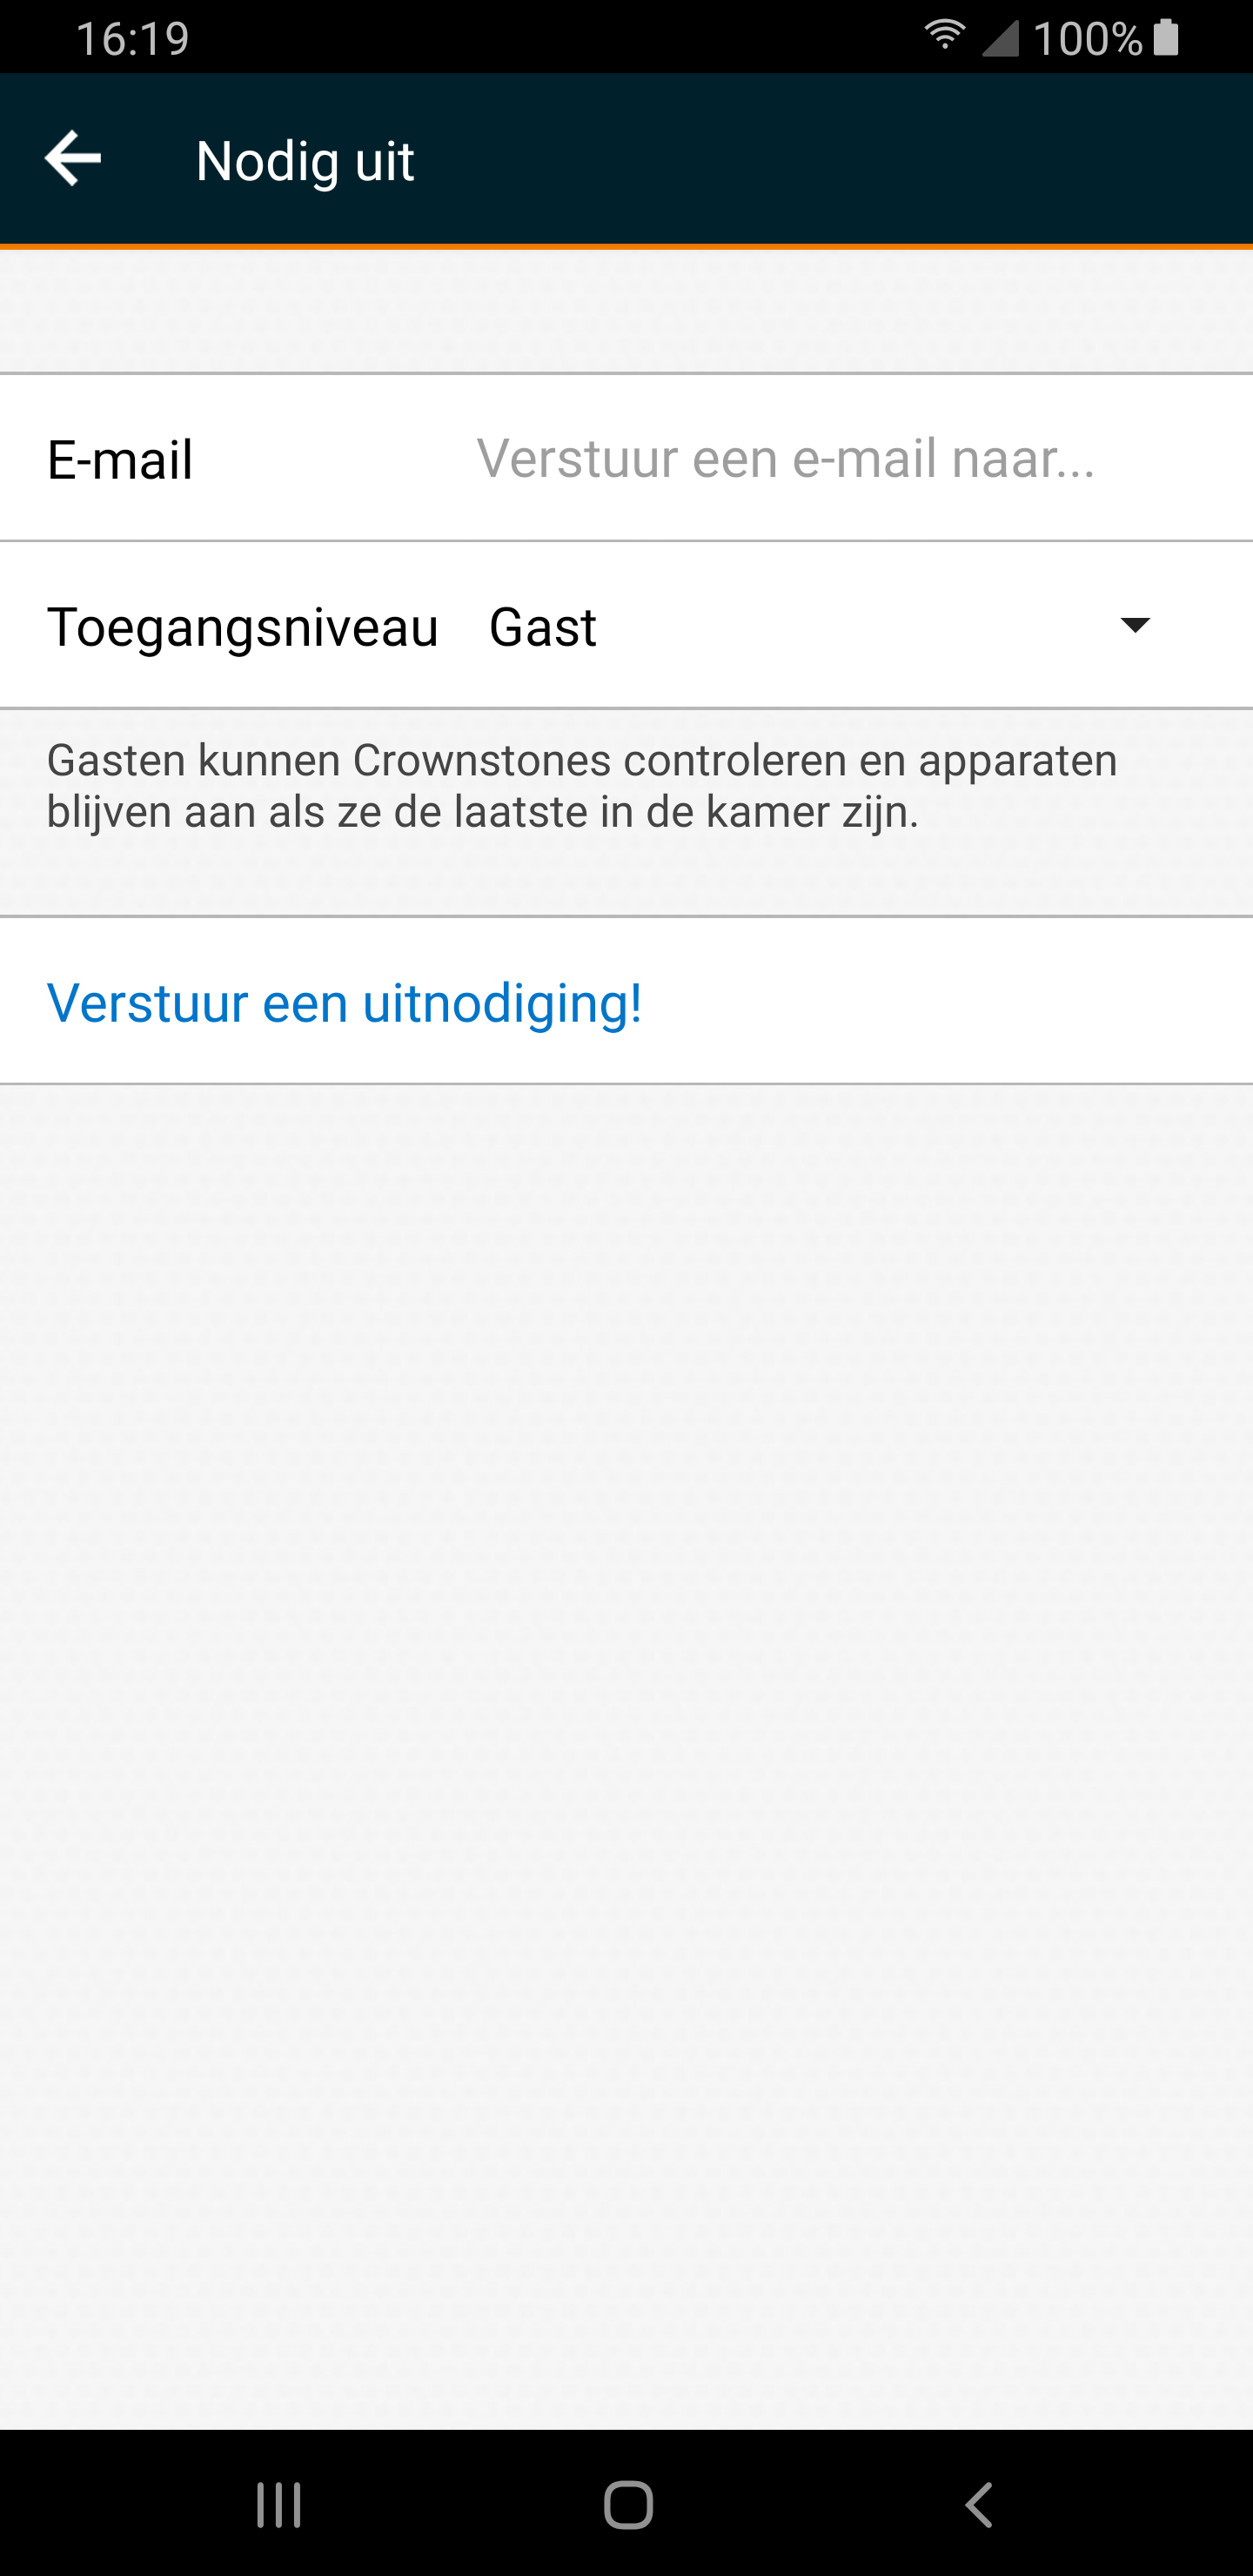 16:19 100%
Nodig uit
E-mail Verstuur een e-mail naar...
Toegangsniveau Gast
Gasten kunnen Crownstones controleren en apparaten
blijven aan als ze de laatste in de kamer zijn.
Verstuur een uitnodiging!